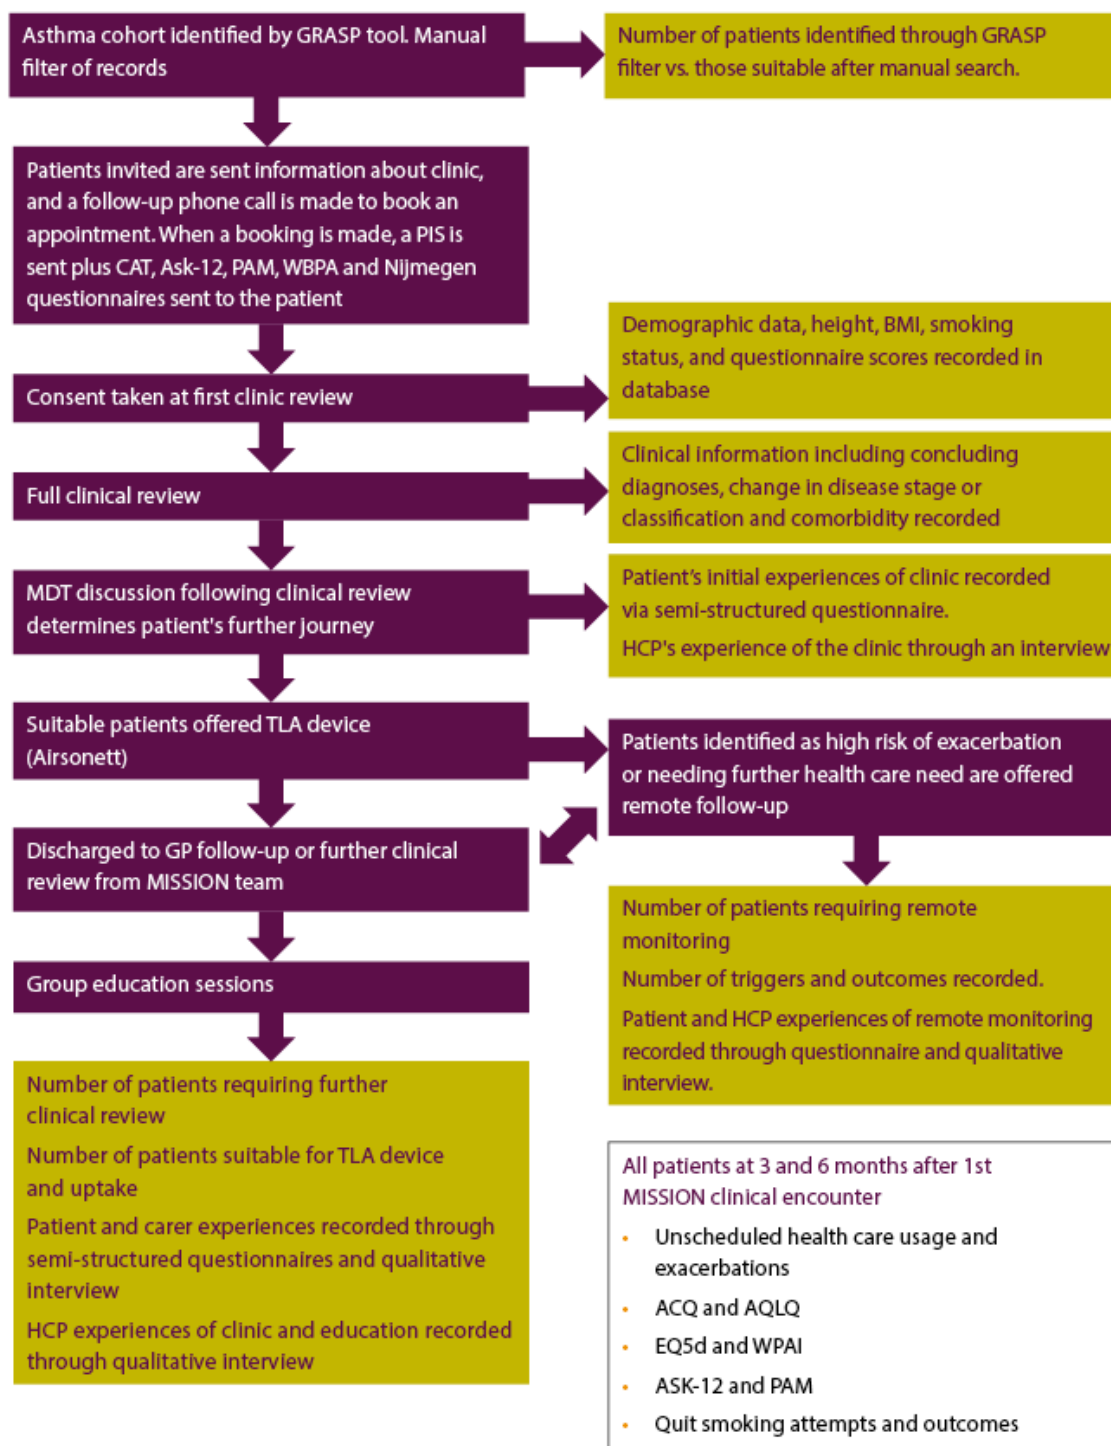 Asthma cohort identified by GRASP tool. Manual
filter of records
Number of patients identified through GRASP
filter vs. those suitable after manual search.
Patients invited are sent information about clinic,
and a follow-up phone call is made to book an
appointment. When a booking is made, a PIS is
sent plus CAT, Ask-12, PAM, WBPA and Nijmegen
questionnaires sent to the patient
Consent taken at first clinic review
Demographic data, height, BMI, smoking
status, and questionnaire scores recorded in
database
Full clinical review
Clinical information including concluding
diagnoses, change in disease stage or
classification and comorbidity recorded
MDT discussion following clinical review
determines patient's further journey
Patient's initial experiences of clinic recorded
via semi-structured questionnaire.
HCP's experience of the clinic through an interview
Suitable patients offered TLA device
(Airsonett)
Patients identified as high risk of exacerbation
or needing further health care need are offered
remote follow-up
Discharged to GP follow-up or further clinical
review from MISSION team
Number of patients requiring remote
monitoring
Number of triggers and outcomes recorded.
Patient and HCP experiences of remote monitoring
recorded through questionnaire and qualitative
interview.
Group education sessions
Number of patients requiring further
clinical review
Number of patients suitable for TLA device
and uptake
Patient and carer experiences recorded through
semi-structured questionnaires and qualitative
interview
HCP experiences of clinic and education recorded
through qualitative interview
All patients at 3 and 6 months after 1st
MISSION clinical encounter
• Unscheduled health care usage and
exacerbations
• ACQ and AQLQ
• EQ5d and WPAI
• ASK-12 and PAM
• Quit smoking attempts and outcomes